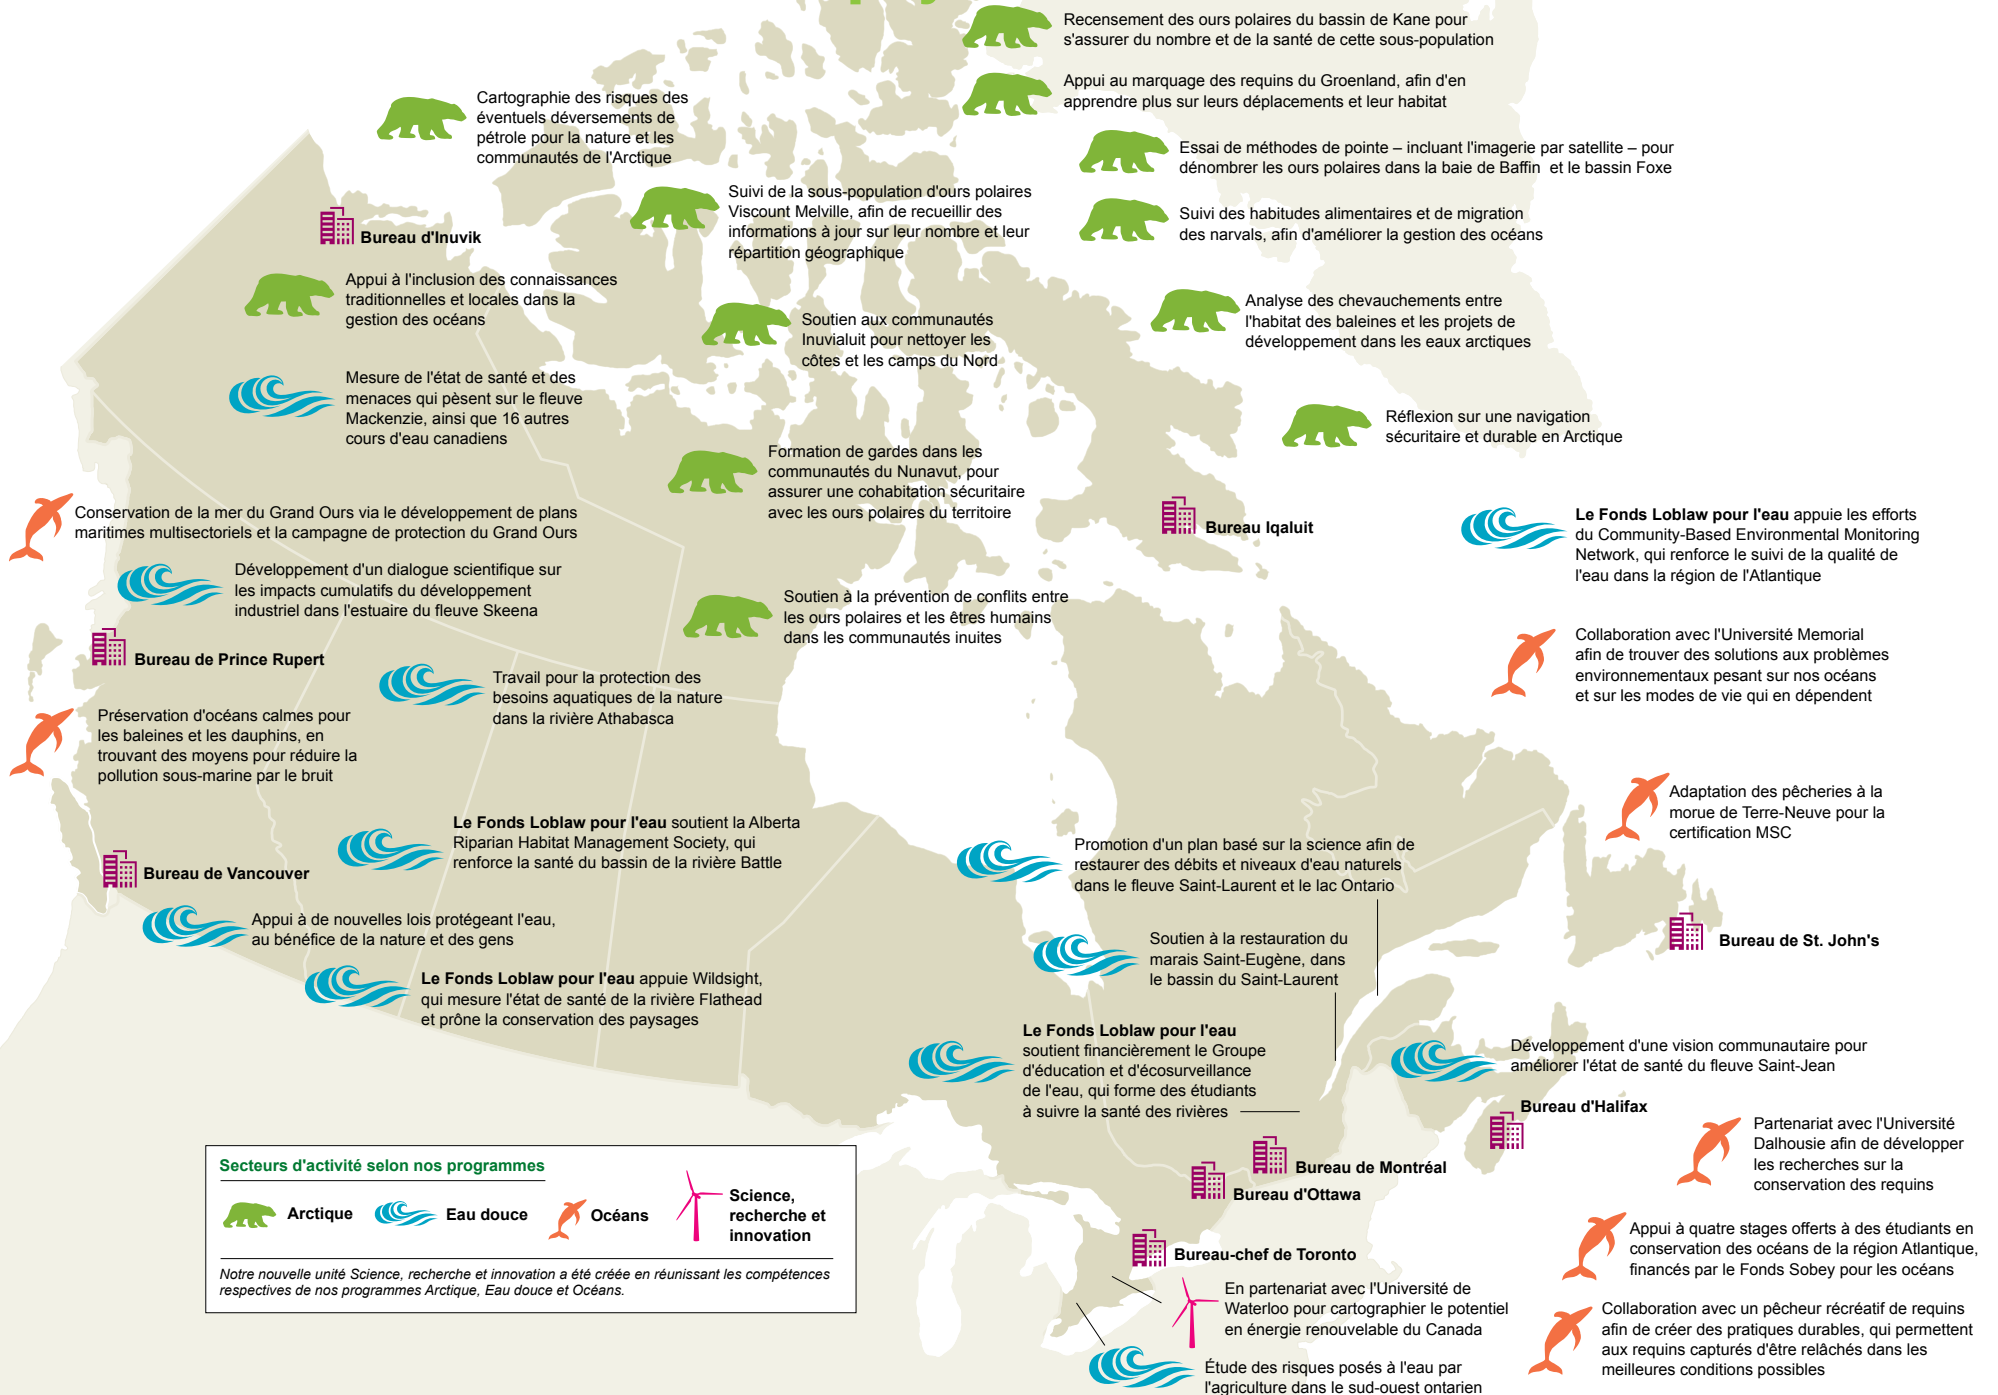 Recensement des ours polaires du bassin de Kane pour
s'assurer du nombre et de la santé de cette sous-population
Appui au marquage des requins du Groenland, afin d'en
apprendre plus sur leurs déplacements et leur habitat
Cartographie des risques des
éventuels déversements de
pétrole pour la nature et les
communautés de l'Arctique
Essai de méthodes de pointe – incluant l'imagerie par satellite – pour
dénombrer les ours polaires dans la baie de Baffin et le bassin Foxe
Suivi de la sous-population d'ours polaires
Viscount Melville, afin de recueillir des
informations à jour sur leur nombre et leur
répartition géographique
Suivi des habitudes alimentaires et de migration
des narvals, afin d'améliorer la gestion des océans
Bureau d'Inuvik
Appui à l'inclusion des connaissances
traditionnelles et locales dans la
gestion des océans
Soutien aux communautés
Inuvialuit pour nettoyer les
côtes et les camps du Nord
Analyse des chevauchements entre
l'habitat des baleines et les projets de
développement dans les eaux arctiques
Mesure de l'état de santé et des
menaces qui pèsent sur le fleuve
Mackenzie, ainsi que 16 autres
cours d'eau canadiens
Réflexion sur une navigation
sécuritaire et durable en Arctique
Formation de gardes dans les
communautés du Nunavut, pour
assurer une cohabitation sécuritaire
avec les ours polaires du territoire
Conservation de la mer du Grand Ours via le développement de plans
maritimes multisectoriels et la campagne de protection du Grand Ours
Bureau Iqaluit
Le Fonds Loblaw pour l'eau appuie les efforts
du Community-Based Environmental Monitoring
Network, qui renforce le suivi de la qualité de
l'eau dans la région de l'Atlantique
Développement d'un dialogue scientifique sur
les impacts cumulatifs du développement
industriel dans l'estuaire du fleuve Skeena
Soutien à la prévention de conflits entre
les ours polaires et les êtres humains
dans les communautés inuites
Bureau de Prince Rupert
Collaboration avec l'Université Memorial
afin de trouver des solutions aux problèmes
environnementaux pesant sur nos océans
et sur les modes de vie qui en dépendent
Travail pour la protection des
besoins aquatiques de la nature
dans la rivière Athabasca
Préservation d'océans calmes pour
les baleines et les dauphins, en
trouvant des moyens pour réduire la
pollution sous-marine par le bruit
Adaptation des pêcheries à la
morue de Terre-Neuve pour la
certification MSC
Le Fonds Loblaw pour l'eau soutient la Alberta
Riparian Habitat Management Society, qui
renforce la santé du bassin de la rivière Battle
Promotion d'un plan basé sur la science afin de
restaurer des débits et niveaux d'eau naturels
dans le fleuve Saint-Laurent et le lac Ontario
Bureau de Vancouver
Appui à de nouvelles lois protégeant l'eau,
au bénéfice de la nature et des gens
Soutien à la restauration du
marais Saint-Eugène, dans
le bassin du Saint-Laurent
Bureau de St. John's
Le Fonds Loblaw pour l'eau appuie Wildsight,
qui mesure l'état de santé de la rivière Flathead
et prône la conservation des paysages
Le Fonds Loblaw pour l'eau
soutient financièrement le Groupe
d'éducation et d'écosurveillance
de l'eau, qui forme des étudiants
à suivre la santé des rivières
Développement d'une vision communautaire pour
améliorer l'état de santé du fleuve Saint-Jean
Bureau d'Halifax
Partenariat avec l'Université
Dalhousie afin de développer
les recherches sur la
conservation des requins
Bureau de Montréal
Bureau d'Ottawa
Secteurs d'activité selon nos programmes
Arctique
Eau douce
Océans
Science,
recherche et
innovation
Notre nouvelle unité Science, recherche et innovation a été créée en réunissant les compétences
respectives de nos programmes Arctique, Eau douce et Océans.
Appui à quatre stages offerts à des étudiants en
conservation des océans de la région Atlantique,
financés par le Fonds Sobey pour les océans
Bureau-chef de Toronto
En partenariat avec l'Université de
Waterloo pour cartographier le potentiel
en énergie renouvelable du Canada
Collaboration avec un pêcheur récréatif de requins
afin de créer des pratiques durables, qui permettent
aux requins capturés d'être relâchés dans les
meilleures conditions possibles
Étude des risques posés à l'eau par
l'agriculture dans le sud-ouest ontarien